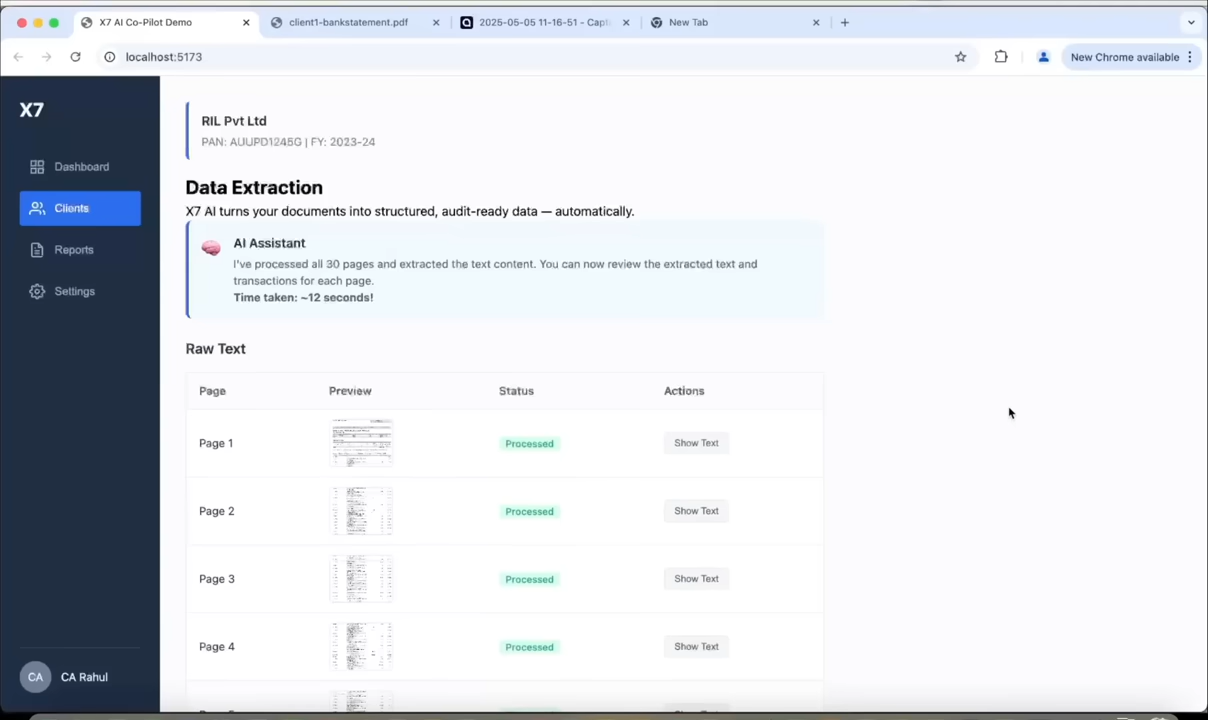 X7 AI Co-Pilot Demo
client1-bankstatement.pdf
2025-05-05 11-16-51 - Capt
New Tab
localhost:5173
New Chrome available
X7
Dashboard
Clients
Reports
Settings
CA
CA Rahul
RIL Pvt Ltd
PAN: AUUPD1245G | FY: 2023-24
Data Extraction
X7 AI turns your documents into structured, audit-ready data — automatically.
AI Assistant
I've processed all 30 pages and extracted the text content. You can now review the extracted text and
transactions for each page.
Time taken: ~12 seconds!
Raw Text
Page Preview Status Actions
Page 1 Processed Show Text
Page 2 Processed Show Text
Page 3 Processed Show Text
Page 4 Processed Show Text